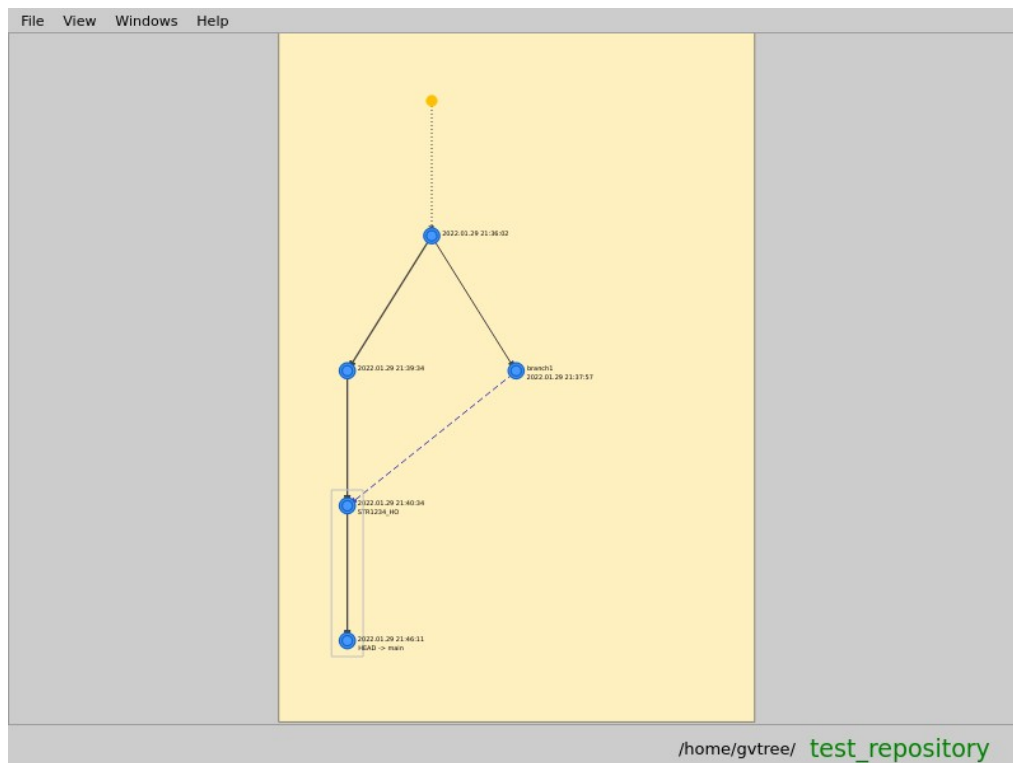 File View Windows Help
2022.01.29 21:36:02
2022.01.29 21:39:34
branch1
2022.01.29 21:37:57
2022.01.29 21:40:34
STR1234_HO
2022.01.29 21:46:11
HEAD -> main
/home/gvtree/ test_repository